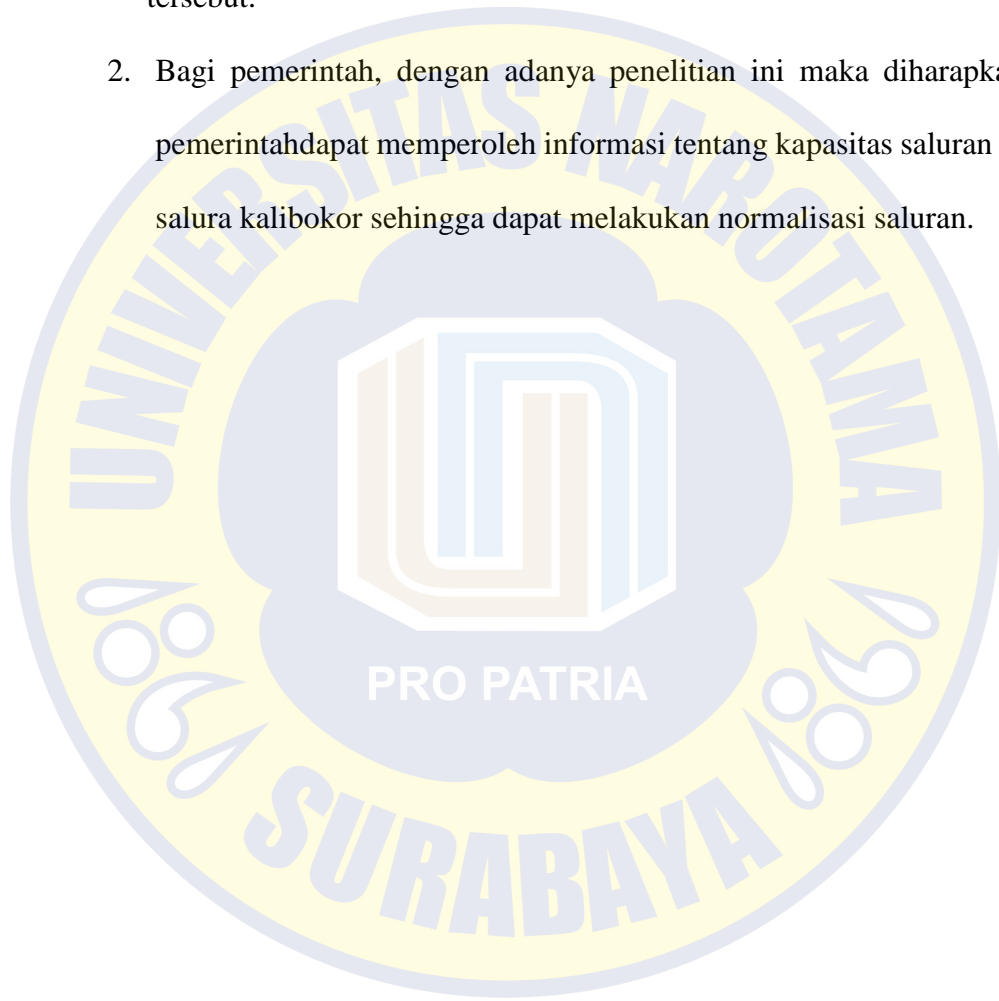 tersebut.
2. Bagi pemerintah, dengan adanya penelitian ini maka diharapka
pemerintahdapat memperoleh informasi tentang kapasitas saluran
salura kalibokor sehingga dapat melakukan normalisasi saluran.
UNIVERSITAS NAROTAMA
PRO PATRIA
SURABAYA